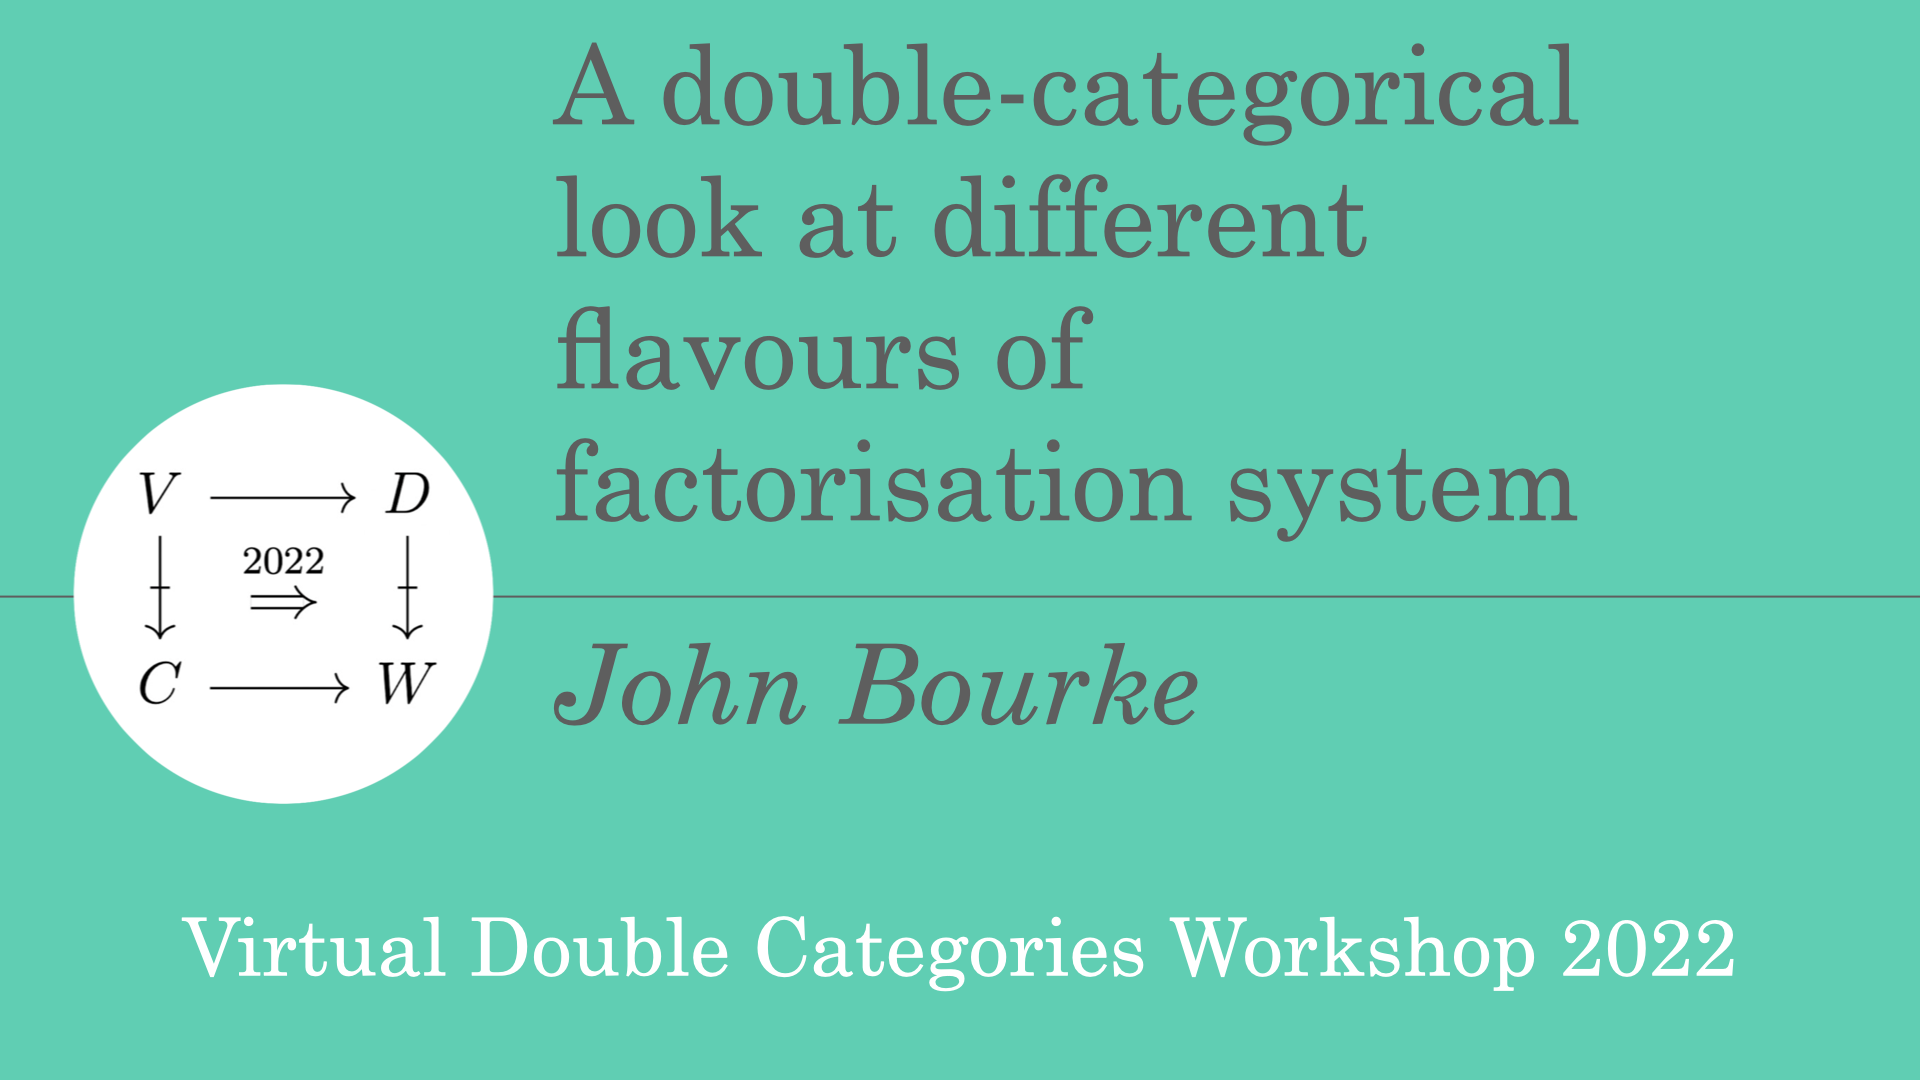 A double-categorical
look at different
flavours of
factorisation system
V → D
2022
⇒
C → W
John Bourke
Virtual Double Categories Workshop 2022